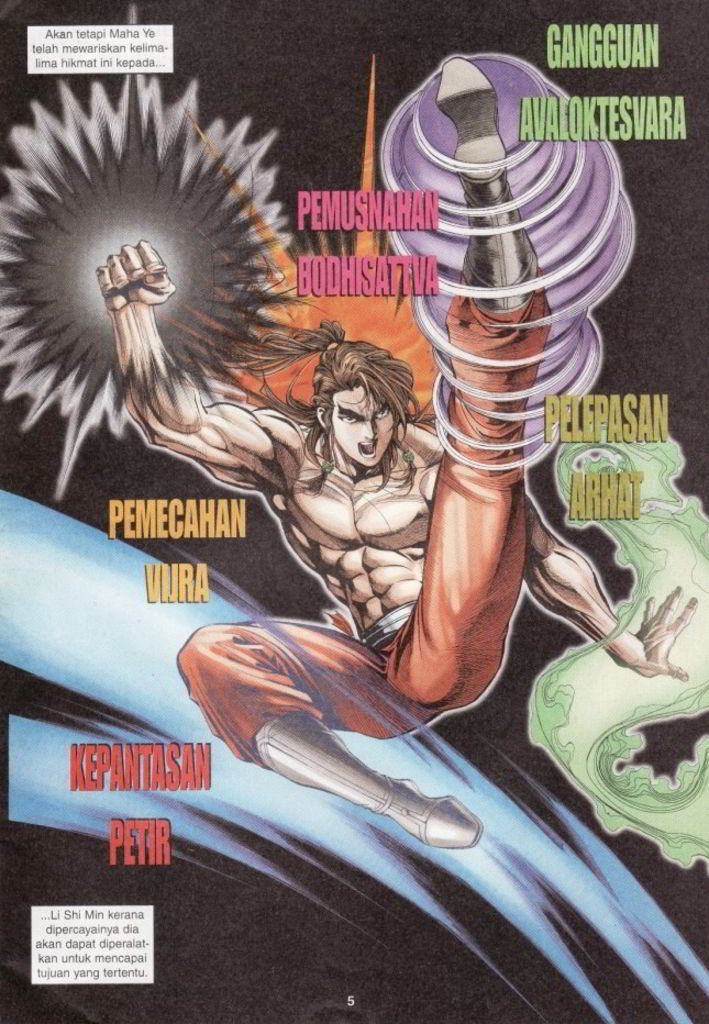 Akan tetapi Maha Ye
telah mewariskan kelima-
lima hikmat ini kepada...
GANGGUAN
AVALOKTESVARA
PEMUSNAHAN
BODHISATTVA
PELEPASAN
ARHAT
PEMECAHAN
VIJRA
KEPANTASAN
PETIR
...Li Shi Min kerana
dipercayainya dia
akan dapat diperalat-
kan untuk mencapai
tujuan yang tertentu.
5